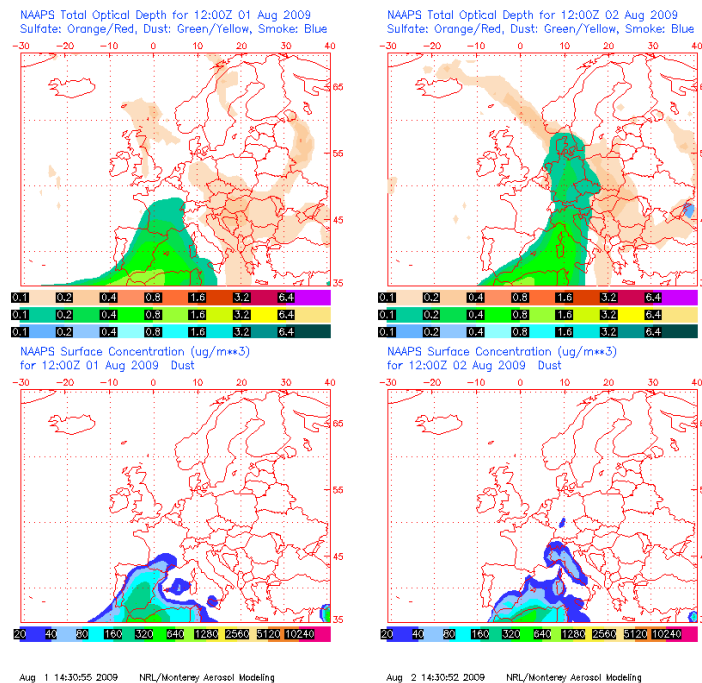 NAAPS Total Optical Depth for 12:00Z 01 Aug 2009
Sulfate: Orange/Red, Dust: Green/Yellow, Smoke: Blue
-30 -20 -10 0 10 20 30 40
65
55
45
35
0.1 0.2 0.4 0.8 1.6 3.2 6.4
0.1 0.2 0.4 0.8 1.6 3.2 6.4
0.1 0.2 0.4 0.8 1.6 3.2 6.4
NAAPS Total Optical Depth for 12:00Z 02 Aug 2009
Sulfate: Orange/Red, Dust: Green/Yellow, Smoke: Blue
-30 -20 -10 0 10 20 30 40
0.1 0.2 0.4 0.8 1.6 3.2 6.4
0.1 0.2 0.4 0.8 1.6 3.2 6.4
0.1 0.2 0.4 0.8 1.6 3.2 6.4
NAAPS Surface Concentration (ug/m**3)
for 12:00Z 01 Aug 2009 Dust
-30 -20 -10 0 10 20 30 40
65
55
45
35
20 40 80 160 320 640 1280 2560 5120 10240
NAAPS Surface Concentration (ug/m**3)
for 12:00Z 02 Aug 2009 Dust
-30 -20 -10 0 10 20 30 40
20 40 80 160 320 640 1280 2560 5120 10240
Aug 1 14:30:55 2009 NRL/Monterey Aerosol Modeling
Aug 2 14:30:52 2009 NRL/Monterey Aerosol Modeling